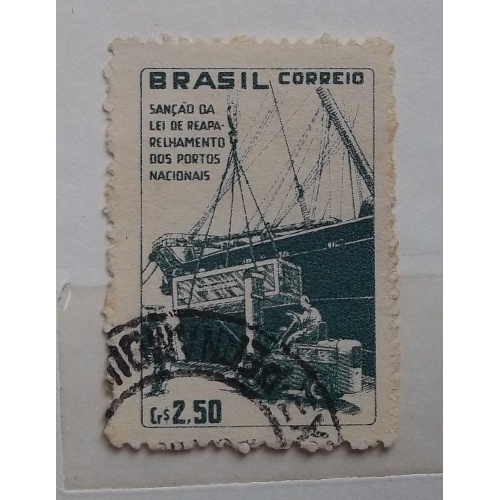 BRASIL CORREIO
SANÇÃO DA
LEI DE REAPA-
RELHAMENTO
DOS PORTOS
NACIONAIS
Cr$ 2,50